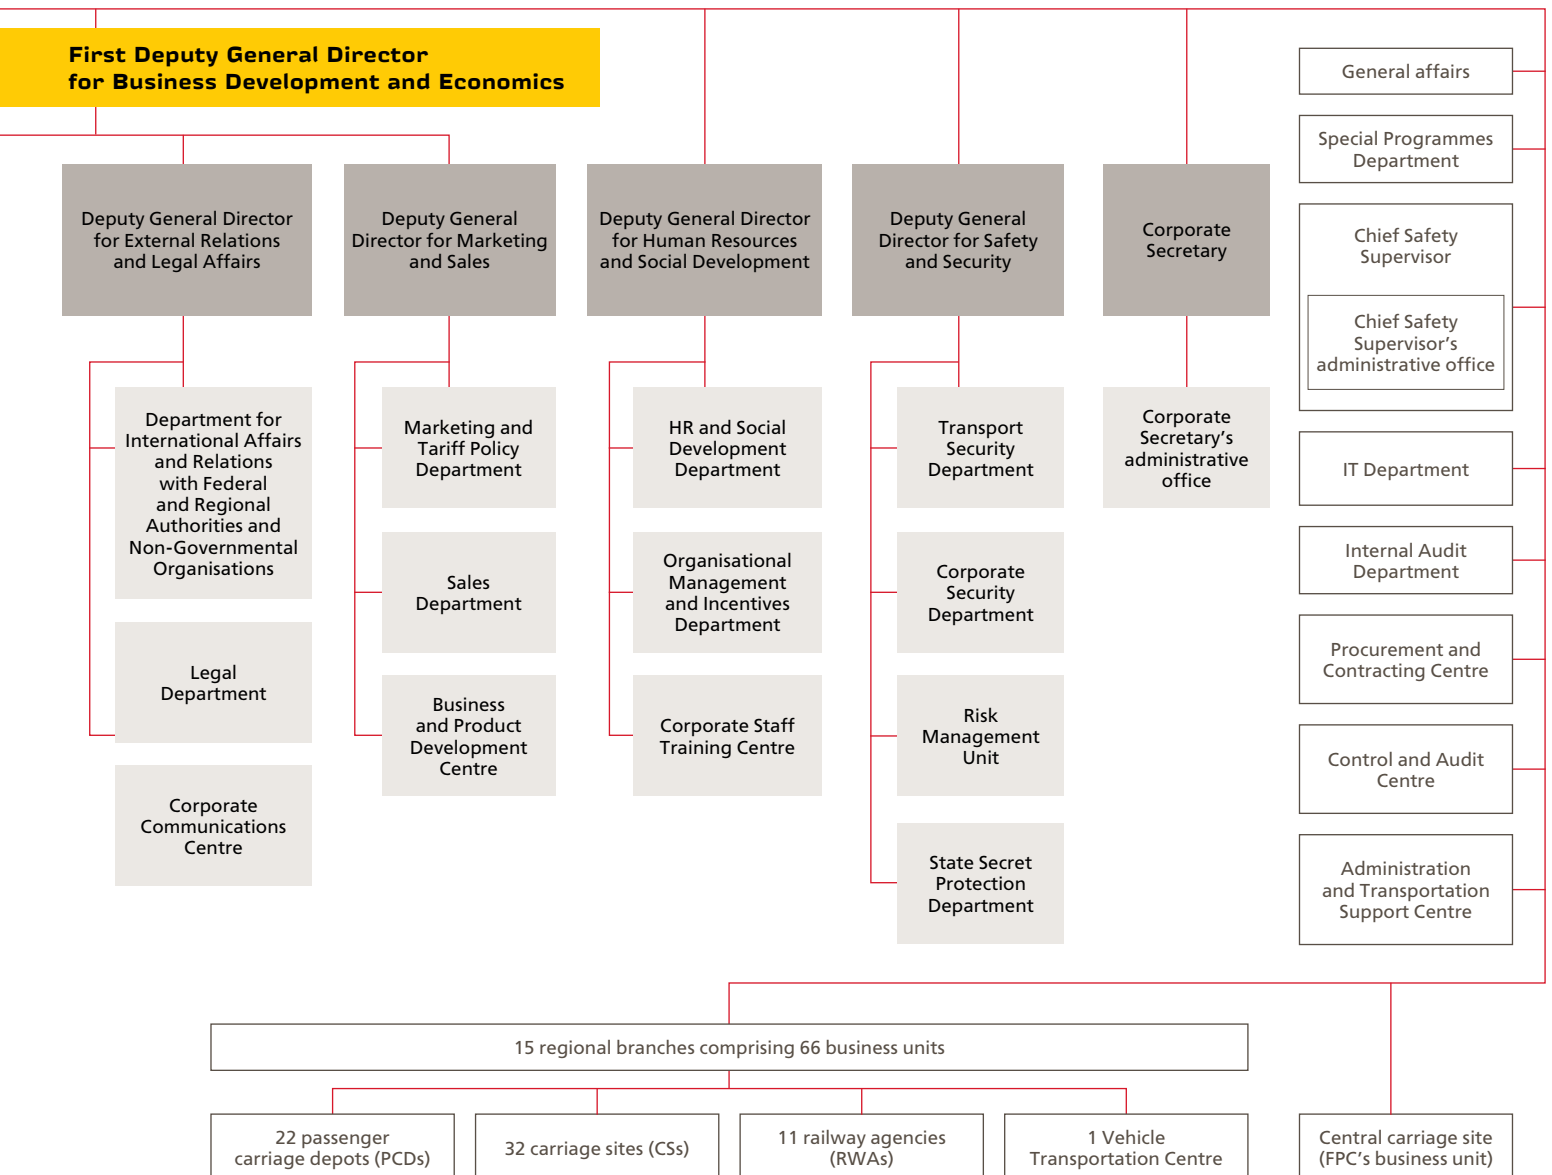 First Deputy General Director
for Business Development and Economics
Deputy General Director
for External Relations
and Legal Affairs
Deputy General
Director for Marketing
and Sales
Deputy General Director
for Human Resources
and Social Development
Deputy General
Director for Safety
and Security
Corporate
Secretary
Department for
International Affairs
and Relations
with Federal
and Regional
Authorities and
Non-Governmental
Organisations
Legal
Department
Corporate
Communications
Centre
Marketing and
Tariff Policy
Department
Sales
Department
Business
and Product
Development
Centre
HR and Social
Development
Department
Organisational
Management
and Incentives
Department
Corporate Staff
Training Centre
Transport
Security
Department
Corporate
Security
Department
Risk
Management
Unit
State Secret
Protection
Department
Corporate
Secretary’s
administrative
office
General affairs
Special Programmes
Department
Chief Safety
Supervisor
Chief Safety
Supervisor’s
administrative office
IT Department
Internal Audit
Department
Procurement and
Contracting Centre
Control and Audit
Centre
Administration
and Transportation
Support Centre
15 regional branches comprising 66 business units
22 passenger
carriage depots (PCDs)
32 carriage sites (CSs)
11 railway agencies
(RWAs)
1 Vehicle
Transportation Centre
Central carriage site
(FPC’s business unit)